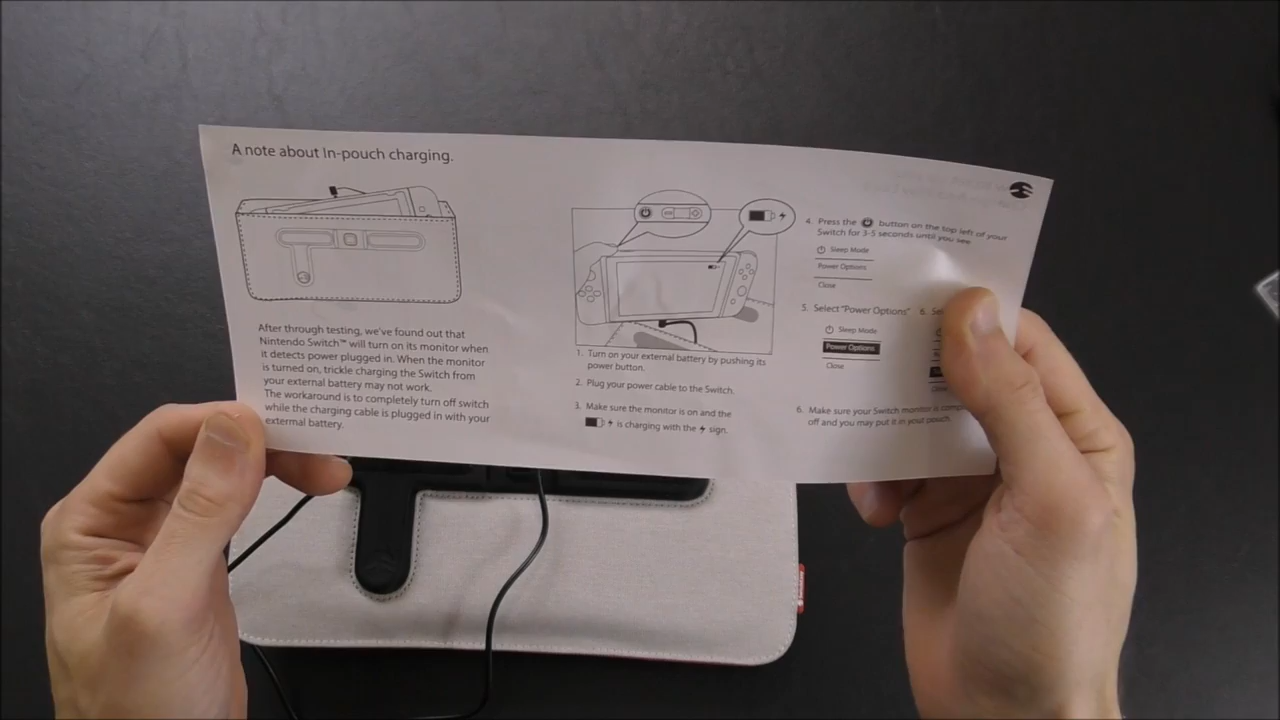 A note about In-pouch charging.
After through testing, we've found out that
Nintendo Switch™ will turn on its monitor when
it detects power plugged in. When the monitor
is turned on, trickle charging the Switch from
your external battery may not work.
The workaround is to completely turn off switch
while the charging cable is plugged in with your
external battery.
1. Turn on your external battery by pushing its
power button.
2. Plug your power cable to the Switch.
3. Make sure the monitor is on and the
is charging with the sign.
4. Press the button on the top left of your
Switch for 3-5 seconds until you see
Sleep Mode
Power Options
Close
5. Select "Power Options"
Sleep Mode
Power Options
Close
6.
6. Make sure your Switch monitor is
off and you may put it in your pouch.